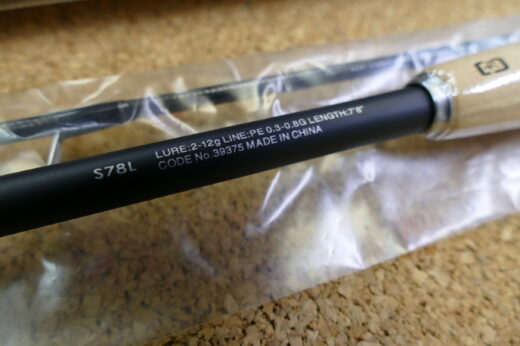 S78L
LURE:2-12g LINE:PE 0.3-0.8G LENGTH:7'8"
CODE No.39375 MADE IN CHINA